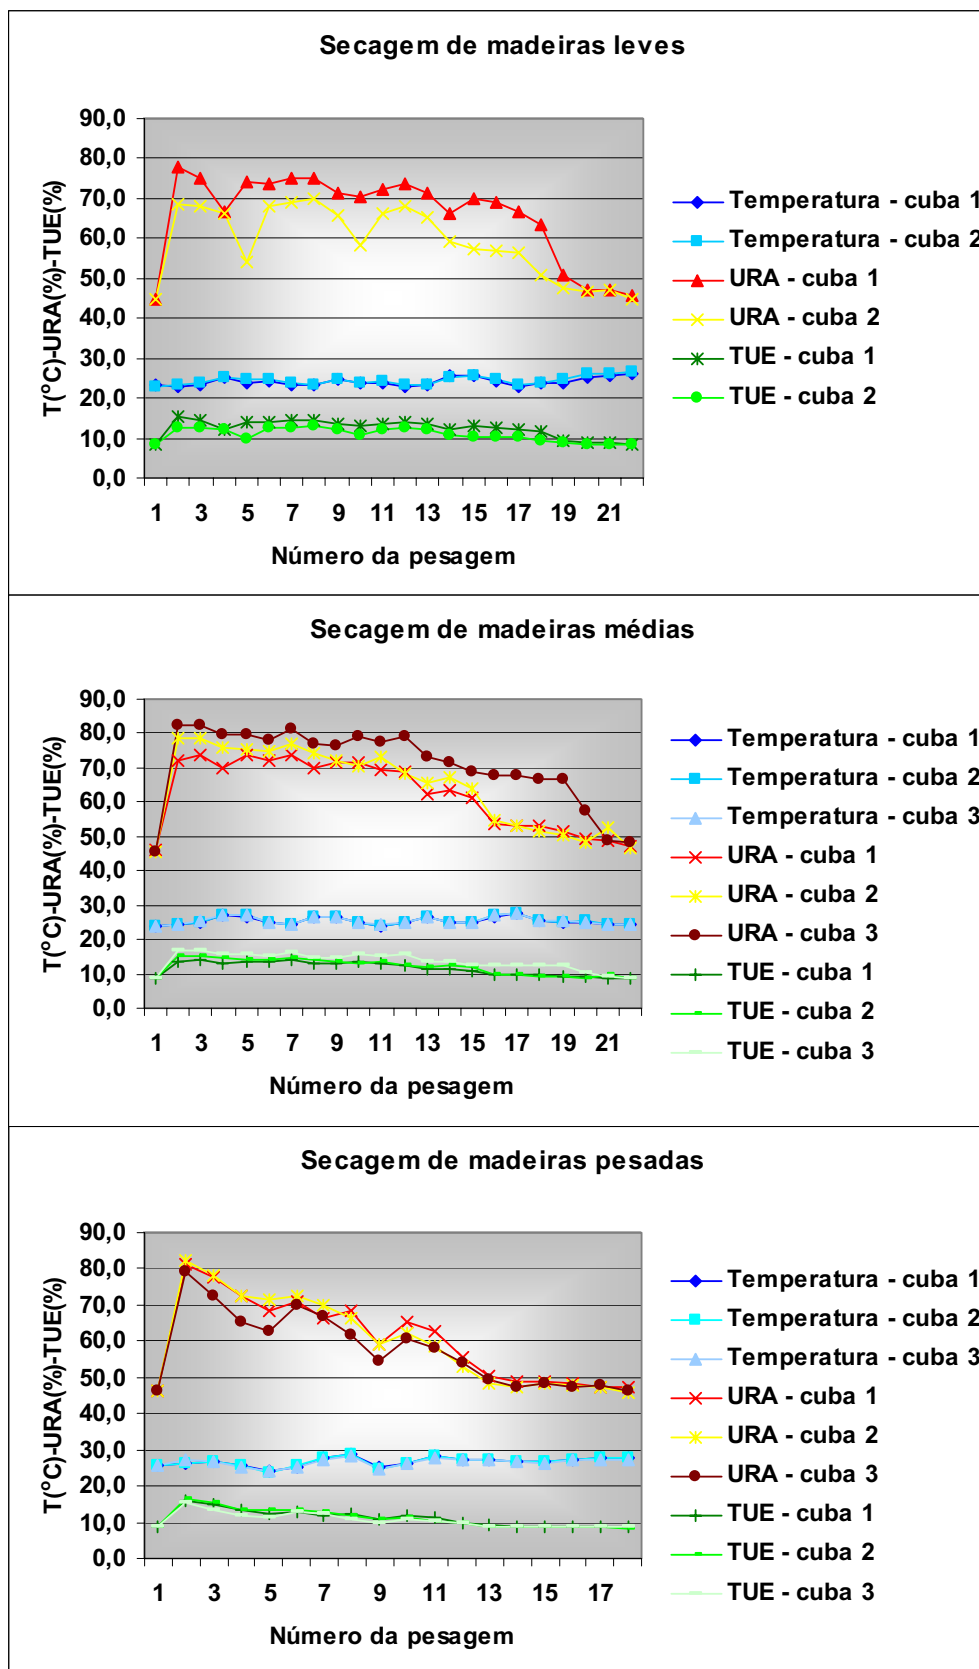 Secagem de madeiras leves
T(ºC)-URA(%)-TUE(%)
90,0
80,0
70,0
60,0
50,0
40,0
30,0
20,0
10,0
0,0
1 3 5 7 9 11 13 15 17 19 21
Número da pesagem
Temperatura - cuba 1
Temperatura - cuba 2
URA - cuba 1
URA - cuba 2
TUE - cuba 1
TUE - cuba 2
Secagem de madeiras médias
T(ºC)-URA(%)-TUE(%)
90,0
80,0
70,0
60,0
50,0
40,0
30,0
20,0
10,0
0,0
1 3 5 7 9 11 13 15 17 19 21
Número da pesagem
Temperatura - cuba 1
Temperatura - cuba 2
Temperatura - cuba 3
URA - cuba 1
URA - cuba 2
URA - cuba 3
TUE - cuba 1
TUE - cuba 2
TUE - cuba 3
Secagem de madeiras pesadas
T(ºC)-URA(%)-TUE(%)
90,0
80,0
70,0
60,0
50,0
40,0
30,0
20,0
10,0
0,0
1 3 5 7 9 11 13 15 17
Número da pesagem
Temperatura - cuba 1
Temperatura - cuba 2
Temperatura - cuba 3
URA - cuba 1
URA - cuba 2
URA - cuba 3
TUE - cuba 1
TUE - cuba 2
TUE - cuba 3